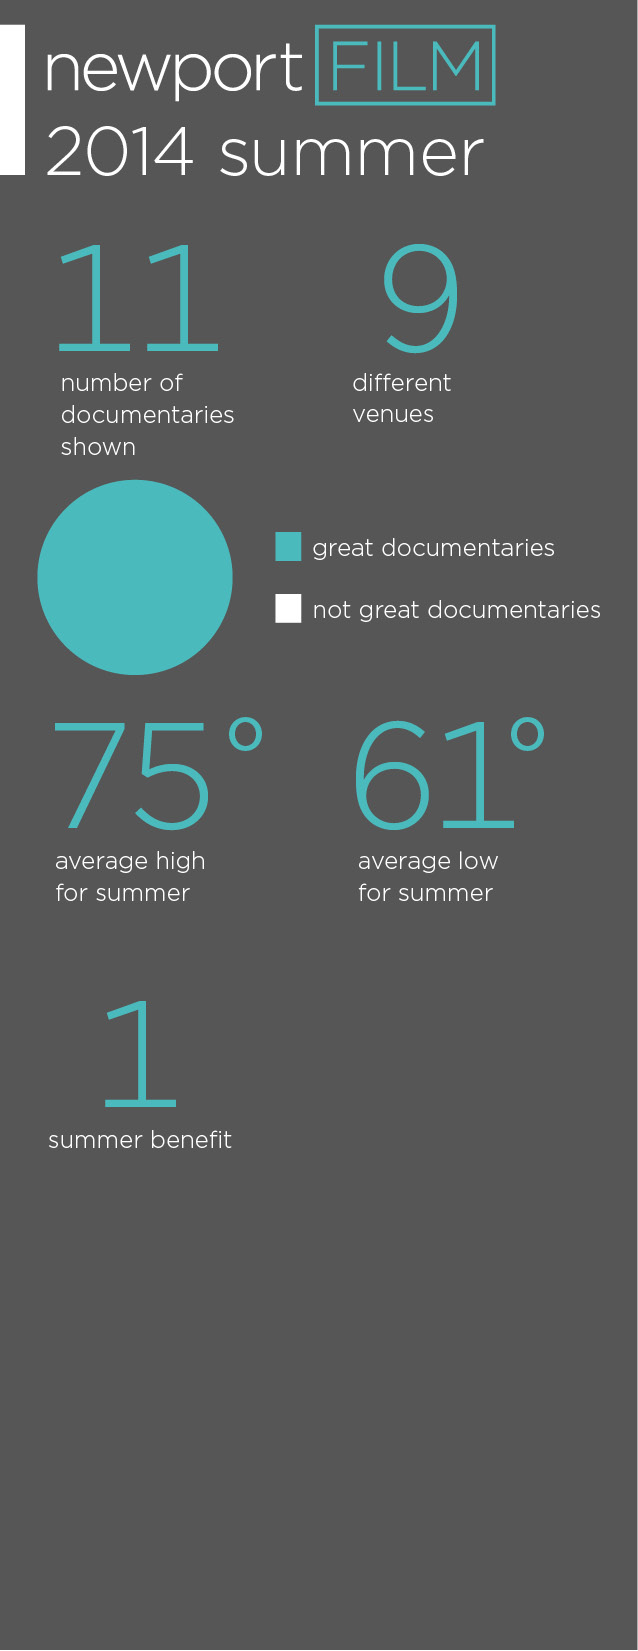 newport FILM
2014 summer
11
number of
documentaries
shown
9
different
venues
great documentaries
not great documentaries
75°
average high
for summer
61°
average low
for summer
1
summer benefit